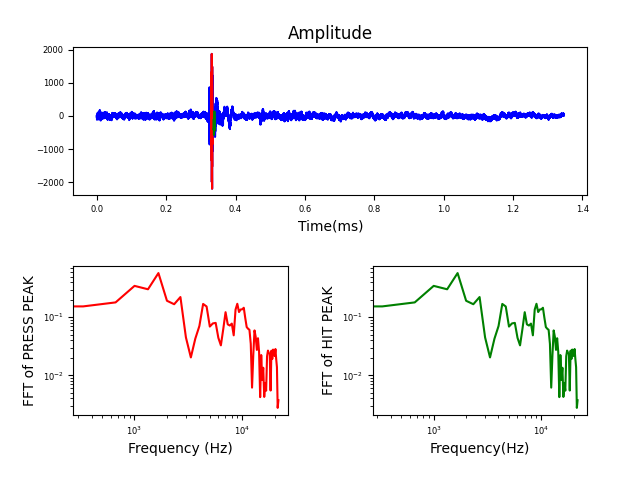 Amplitude
2000
1000
0
−1000
−2000
0.0 0.2 0.4 0.6 0.8 1.0 1.2 1.4
Time(ms)
FFT of PRESS PEAK
10⁻¹
10⁻²
10³ 10⁴
Frequency (Hz)
FFT of HIT PEAK
10⁻¹
10⁻²
10³ 10⁴
Frequency(Hz)